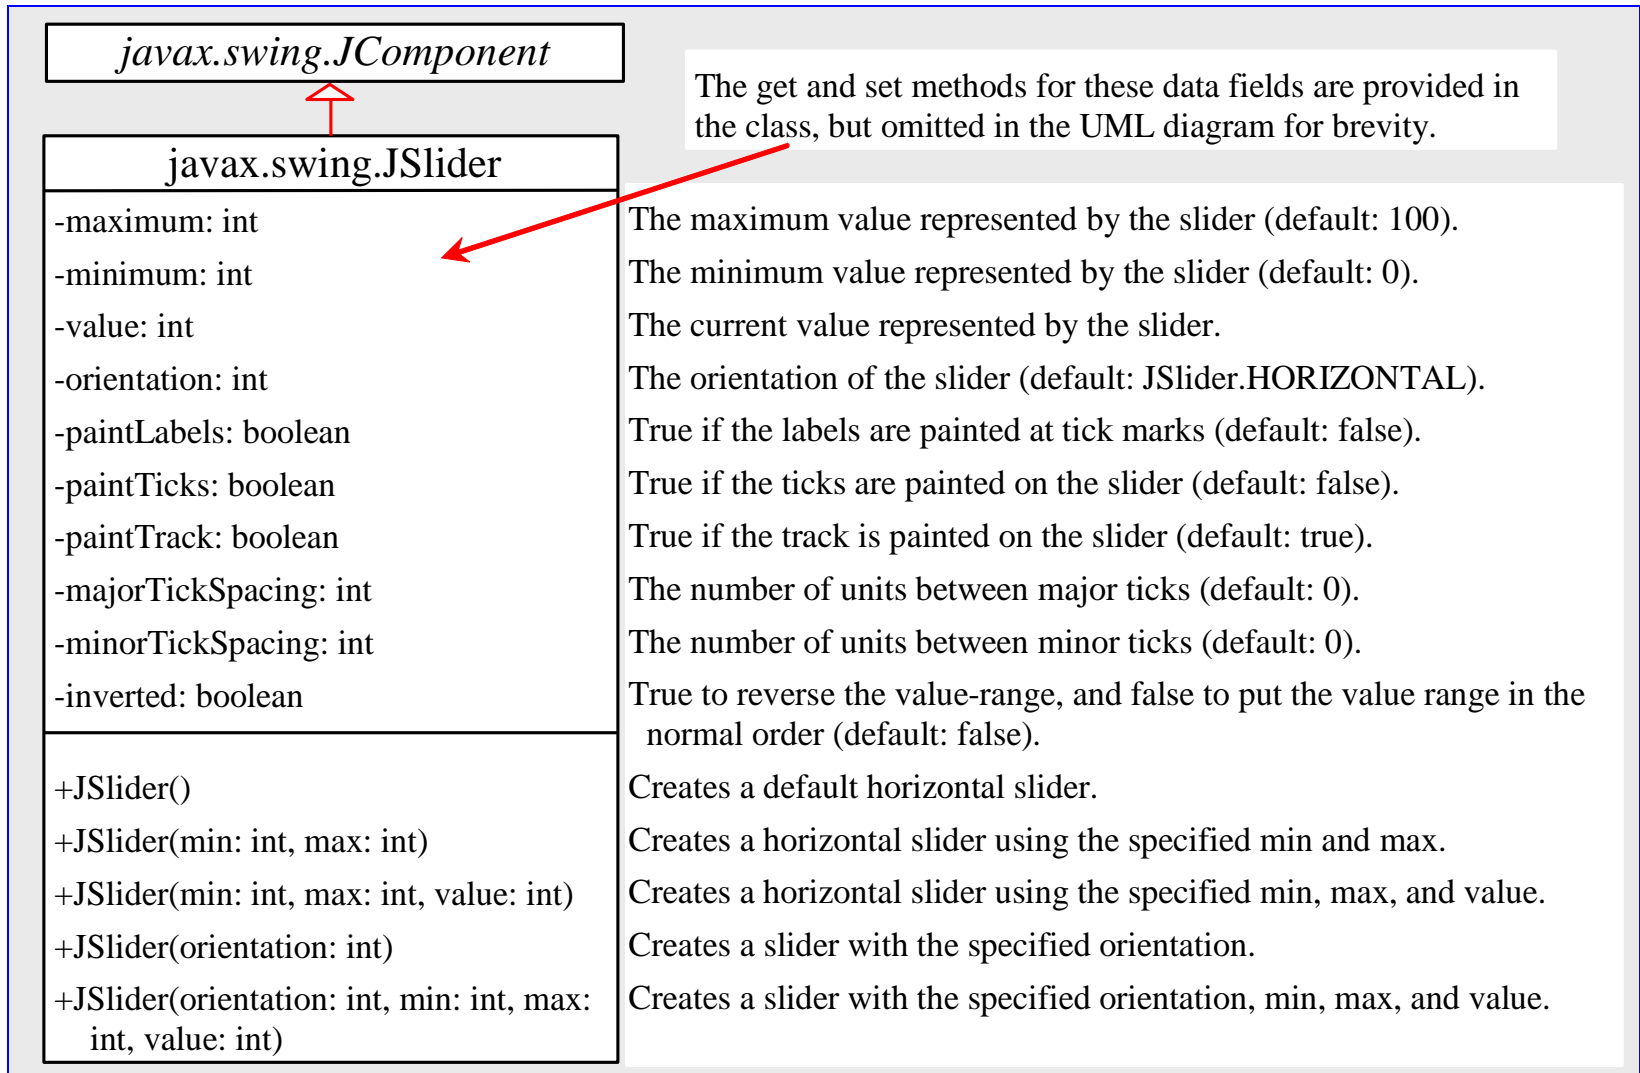 javax.swing.JComponent
The get and set methods for these data fields are provided in
the class, but omitted in the UML diagram for brevity.
javax.swing.JSlider
-maximum: int
The maximum value represented by the slider (default: 100).
-minimum: int
The minimum value represented by the slider (default: 0).
-value: int
The current value represented by the slider.
-orientation: int
The orientation of the slider (default: JSlider.HORIZONTAL).
-paintLabels: boolean
True if the labels are painted at tick marks (default: false).
-paintTicks: boolean
True if the ticks are painted on the slider (default: false).
-paintTrack: boolean
True if the track is painted on the slider (default: true).
-majorTickSpacing: int
The number of units between major ticks (default: 0).
-minorTickSpacing: int
The number of units between minor ticks (default: 0).
-inverted: boolean
True to reverse the value-range, and false to put the value range in the
normal order (default: false).
+JSlider()
Creates a default horizontal slider.
+JSlider(min: int, max: int)
Creates a horizontal slider using the specified min and max.
+JSlider(min: int, max: int, value: int)
Creates a horizontal slider using the specified min, max, and value.
+JSlider(orientation: int)
Creates a slider with the specified orientation.
+JSlider(orientation: int, min: int, max:
int, value: int)
Creates a slider with the specified orientation, min, max, and value.